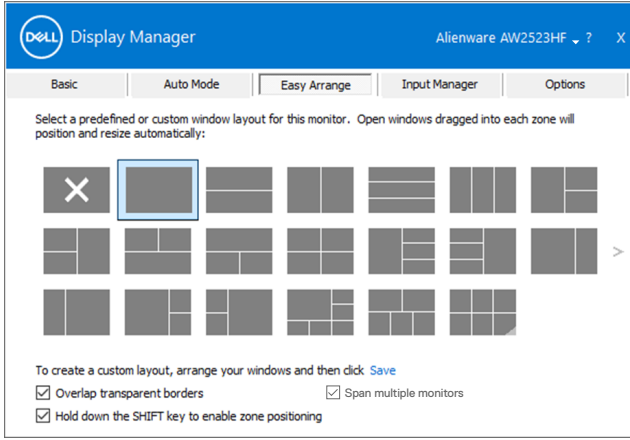 DELL Display Manager Alienware AW2523HF ? X
Basic Auto Mode Easy Arrange Input Manager Options
Select a predefined or custom window layout for this monitor. Open windows dragged into each zone will
position and resize automatically:
>
To create a custom layout, arrange your windows and then click Save
Overlap transparent borders Span multiple monitors
Hold down the SHIFT key to enable zone positioning